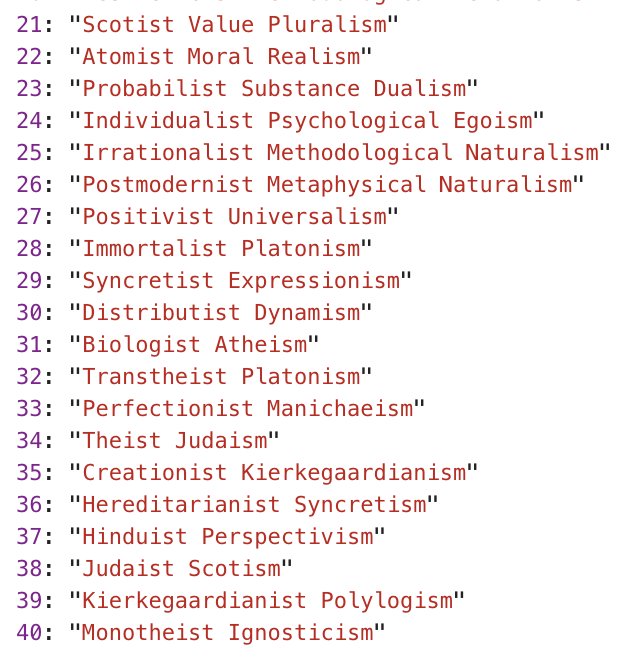 21: "Scotist Value Pluralism"
22: "Atomist Moral Realism"
23: "Probabilist Substance Dualism"
24: "Individualist Psychological Egoism"
25: "Irrationalist Methodological Naturalism"
26: "Postmodernist Metaphysical Naturalism"
27: "Positivist Universalism"
28: "Immortalist Platonism"
29: "Syncretist Expressionism"
30: "Distributist Dynamism"
31: "Biologist Atheism"
32: "Transtheist Platonism"
33: "Perfectionist Manichaeism"
34: "Theist Judaism"
35: "Creationist Kierkegaardianism"
36: "Hereditarianist Syncretism"
37: "Hinduist Perspectivism"
38: "Judaist Scotism"
39: "Kierkegaardianist Polylogism"
40: "Monotheist Ignosticism"